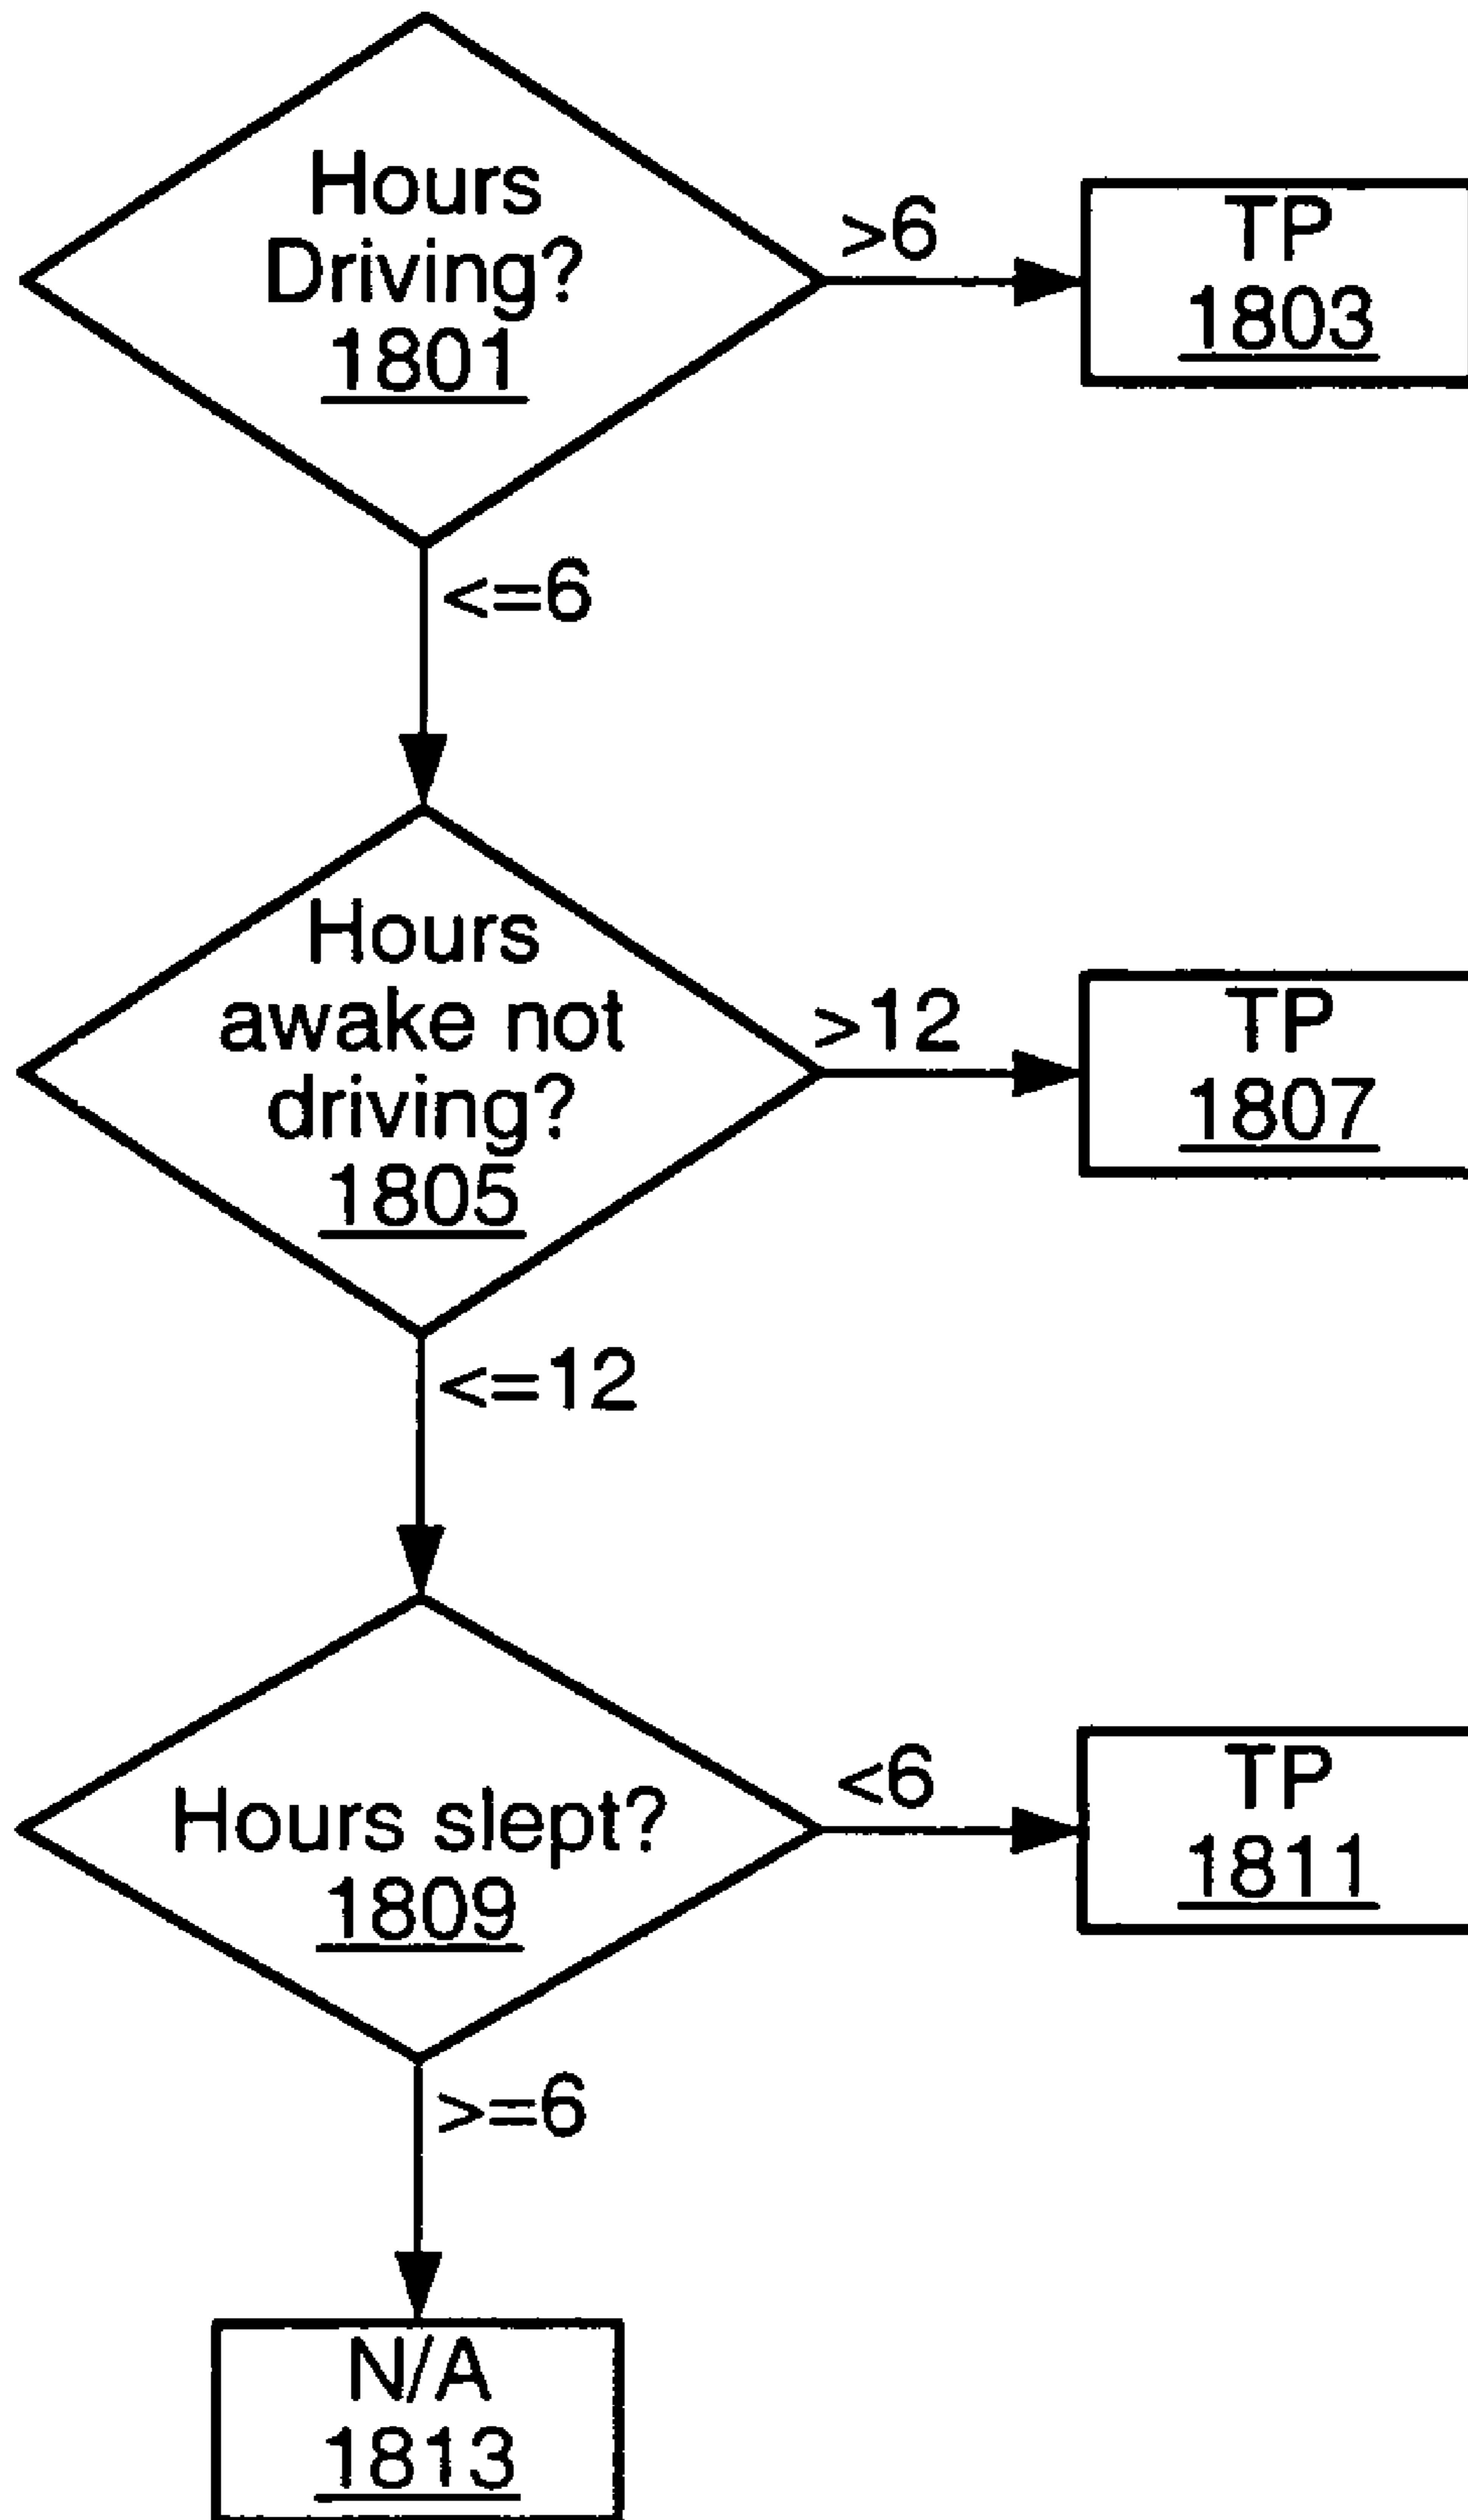 Hours
Driving?
1801
>6
TP
1803
<=6
Hours
awake not
driving?
1805
>12
TP
1807
<=12
Hours slept?
1809
<6
TP
1811
>=6
N/A
1813